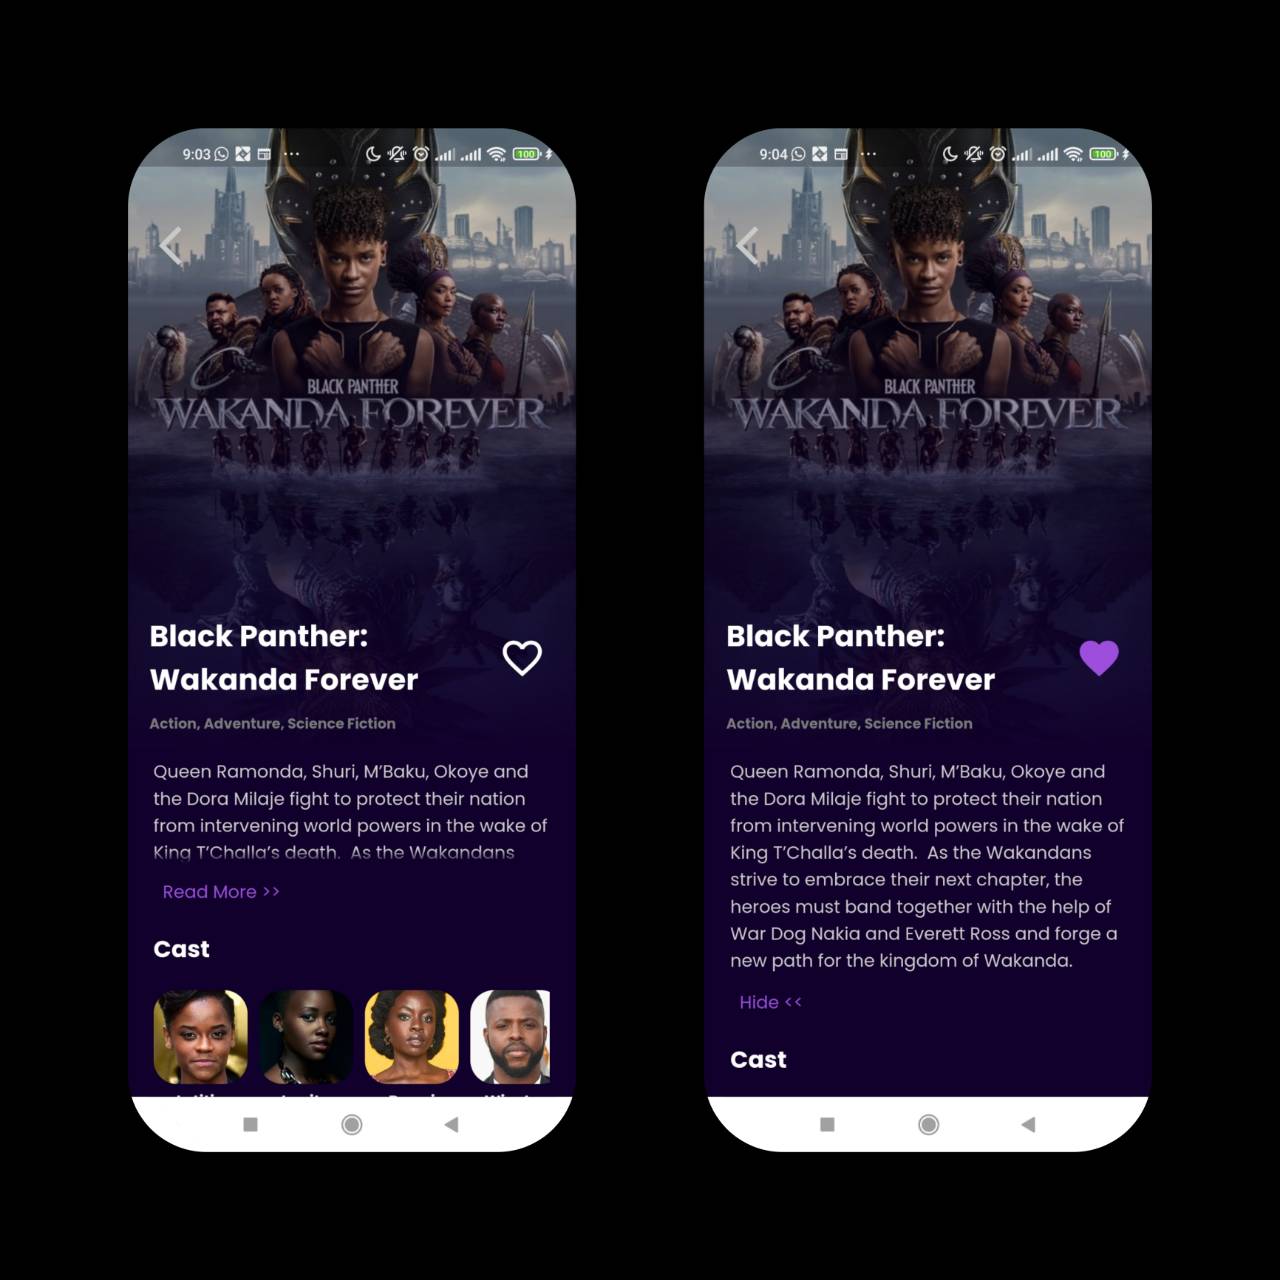 9:03
100
BLACK PANTHER
WAKANDA FOREVER
Black Panther:
Wakanda Forever
Action, Adventure, Science Fiction
Queen Ramonda, Shuri, M’Baku, Okoye and
the Dora Milaje fight to protect their nation
from intervening world powers in the wake of
King T’Challa’s death.  As the Wakandans
Read More >>
Cast
9:04
100
BLACK PANTHER
WAKANDA FOREVER
Black Panther:
Wakanda Forever
Action, Adventure, Science Fiction
Queen Ramonda, Shuri, M’Baku, Okoye and
the Dora Milaje fight to protect their nation
from intervening world powers in the wake of
King T’Challa’s death.  As the Wakandans
strive to embrace their next chapter, the
heroes must band together with the help of
War Dog Nakia and Everett Ross and forge a
new path for the kingdom of Wakanda.
Hide <<
Cast